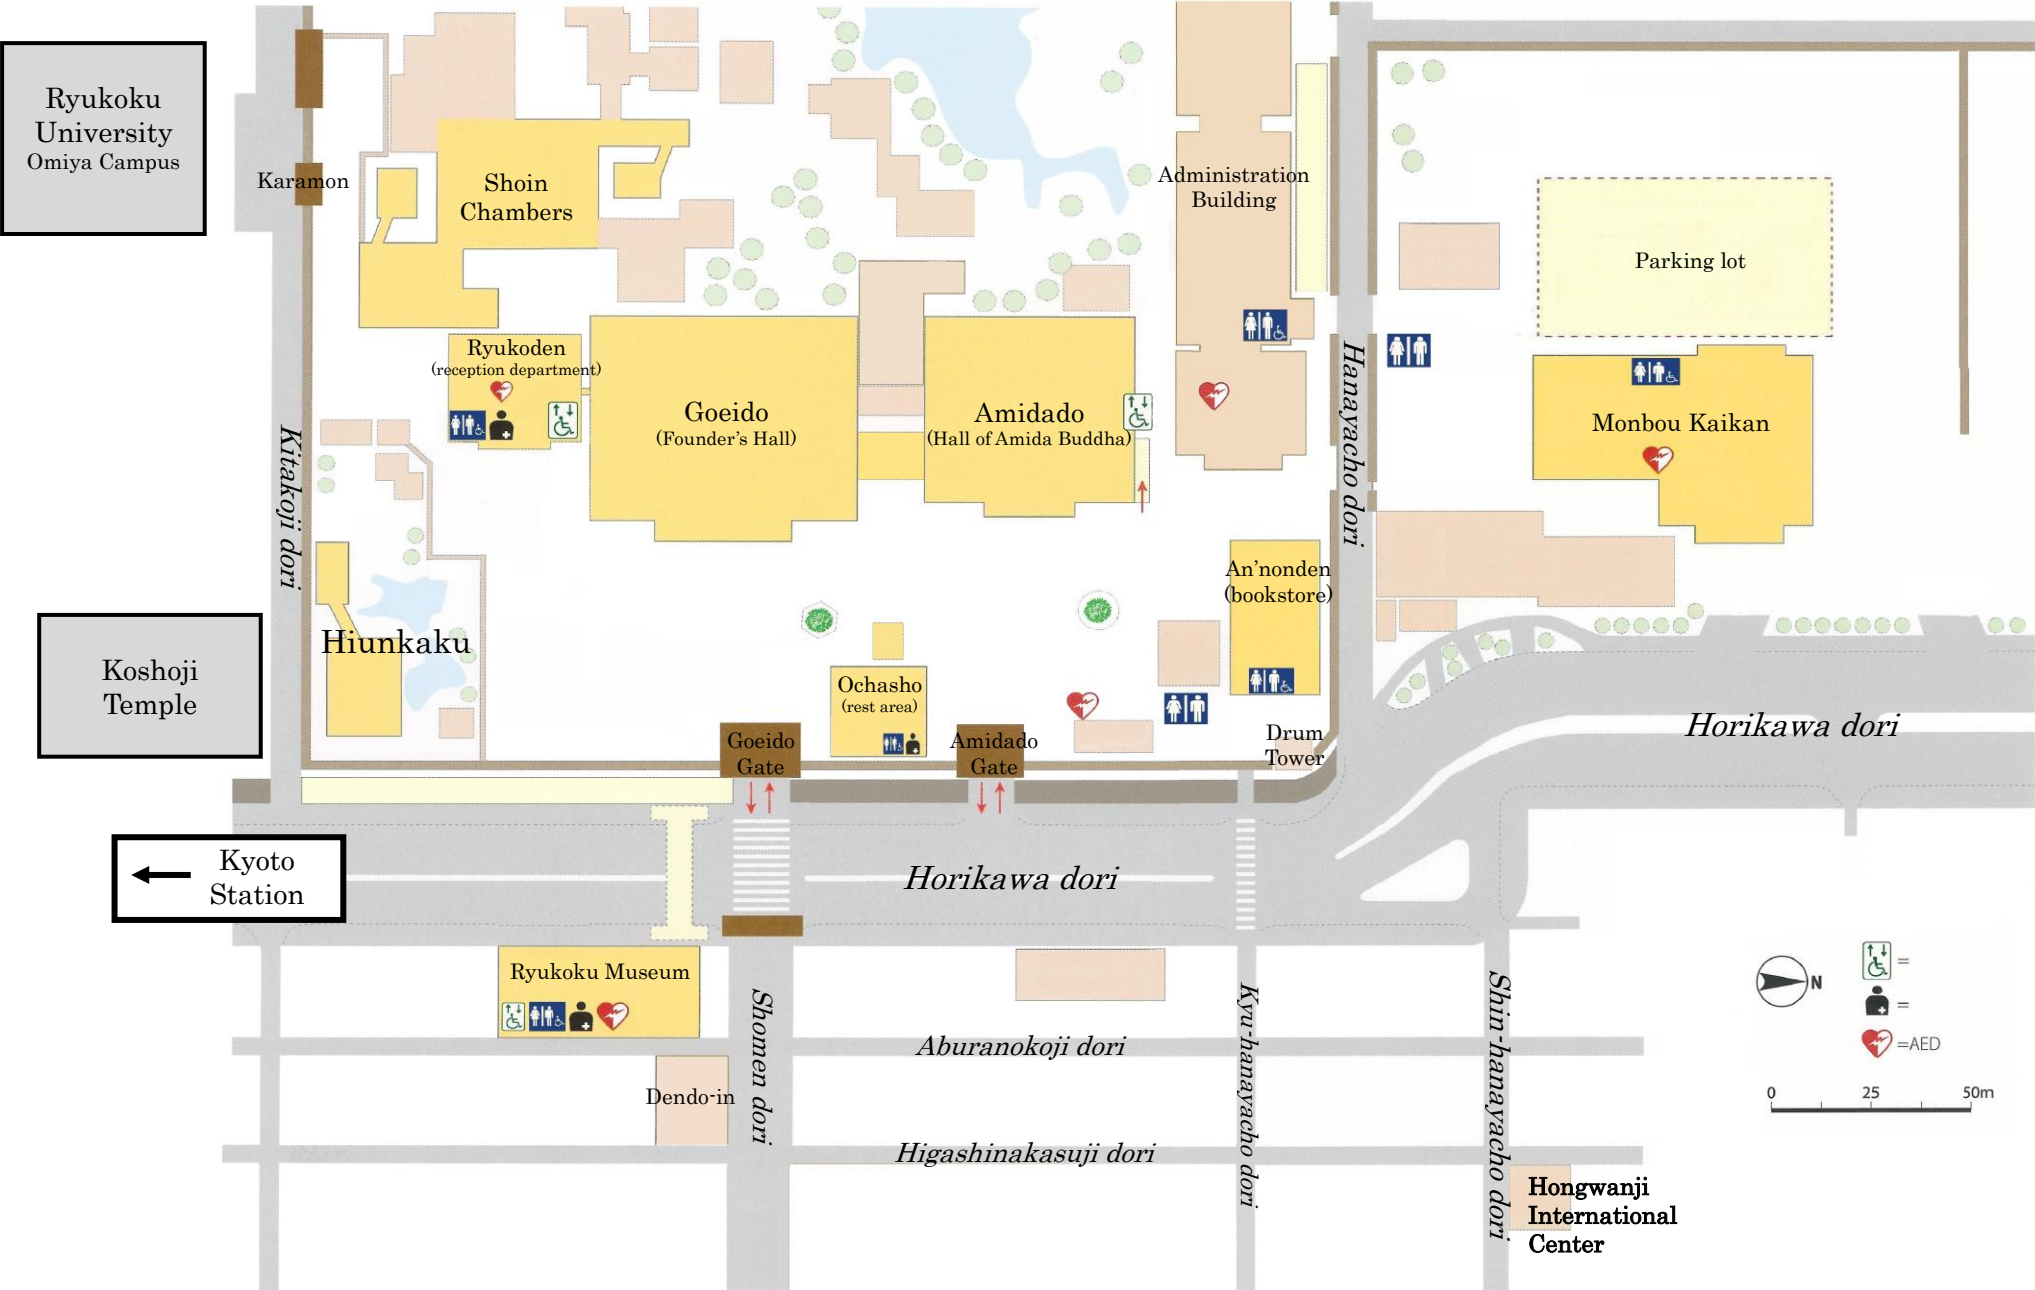 Ryukoku
University
Omiya Campus
Karamon
Shoin
Chambers
Administration
Building
Parking lot
Ryukoden
(reception department)
Goeido
(Founder's Hall)
Amidado
(Hall of Amida Buddha)
Hanayacho dori
Monbou Kaikan
Kitakoji dori
An'nonden
(bookstore)
Hiunkaku
Koshoji
Temple
Ochasho
(rest area)
Goeido
Gate
Amidado
Gate
Drum
Tower
Horikawa dori
Kyoto
Station
Horikawa dori
Ryukoku Museum
Shomen dori
Kyu-hanayacho dori
Shin-hanayacho dori
Aburanokoji dori
Dendo-in
Higashinakasuji dori
Hongwanji
International
Center
N
=
=
=AED
0 25 50m